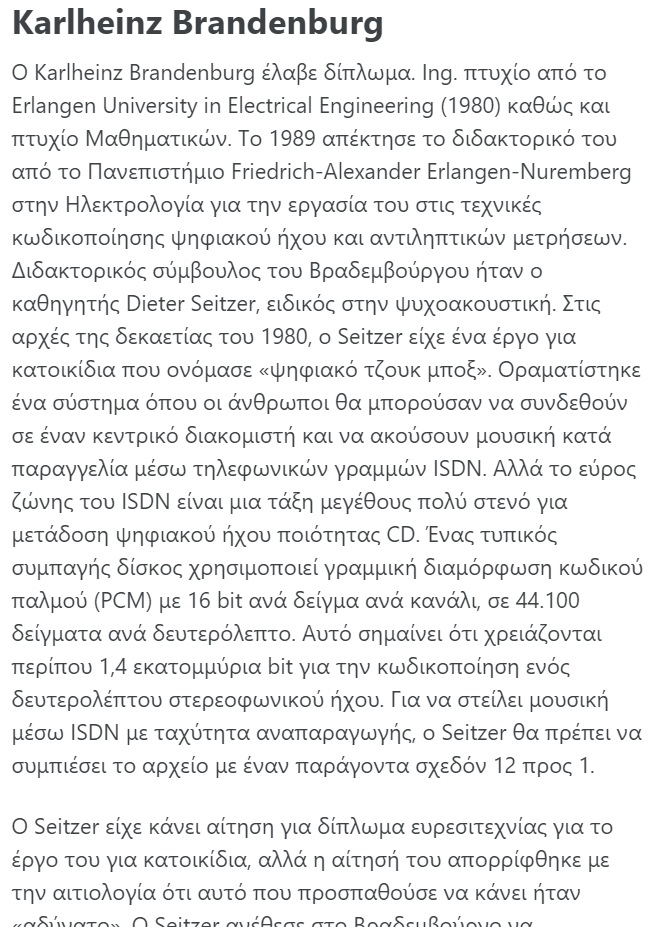 Karlheinz Brandenburg
Ο Karlheinz Brandenburg έλαβε δίπλωμα. Ing. πτυχίο από το
Erlangen University in Electrical Engineering (1980) καθώς και
πτυχίο Μαθηματικών. Το 1989 απέκτησε το διδακτορικό του
από το Πανεπιστήμιο Friedrich-Alexander Erlangen-Nuremberg
στην Ηλεκτρολογία για την εργασία του στις τεχνικές
κωδικοποίησης ψηφιακού ήχου και αντιληπτικών μετρήσεων.
Διδακτορικός σύμβουλος του Βραδεμβούργου ήταν ο
καθηγητής Dieter Seitzer, ειδικός στην ψυχοακουστική. Στις
αρχές της δεκαετίας του 1980, ο Seitzer είχε ένα έργο για
κατοικίδια που ονόμασε «ψηφιακό τζουκ μποξ». Οραματίστηκε
ένα σύστημα όπου οι άνθρωποι θα μπορούσαν να συνδεθούν
σε έναν κεντρικό διακομιστή και να ακούσουν μουσική κατά
παραγγελία μέσω τηλεφωνικών γραμμών ISDN. Αλλά το εύρος
ζώνης του ISDN είναι μια τάξη μεγέθους πολύ στενό για
μετάδοση ψηφιακού ήχου ποιότητας CD. Ένας τυπικός
συμπαγής δίσκος χρησιμοποιεί γραμμική διαμόρφωση κωδικού
παλμού (PCM) με 16 bit ανά δείγμα ανά κανάλι, σε 44.100
δείγματα ανά δευτερόλεπτο. Αυτό σημαίνει ότι χρειάζονται
περίπου 1,4 εκατομμύρια bit για την κωδικοποίηση ενός
δευτερολέπτου στερεοφωνικού ήχου. Για να στείλει μουσική
μέσω ISDN με ταχύτητα αναπαραγωγής, ο Seitzer θα πρέπει να
συμπιέσει το αρχείο με έναν παράγοντα σχεδόν 12 προς 1.
Ο Seitzer είχε κάνει αίτηση για δίπλωμα ευρεσιτεχνίας για το
έργο του για κατοικίδια, αλλά η αίτησή του απορρίφθηκε με
την αιτιολογία ότι αυτό που προσπαθούσε να κάνει ήταν
«αδύνατο». Ο Seitzer ανέθεσε στο Βραδεμβούργο να